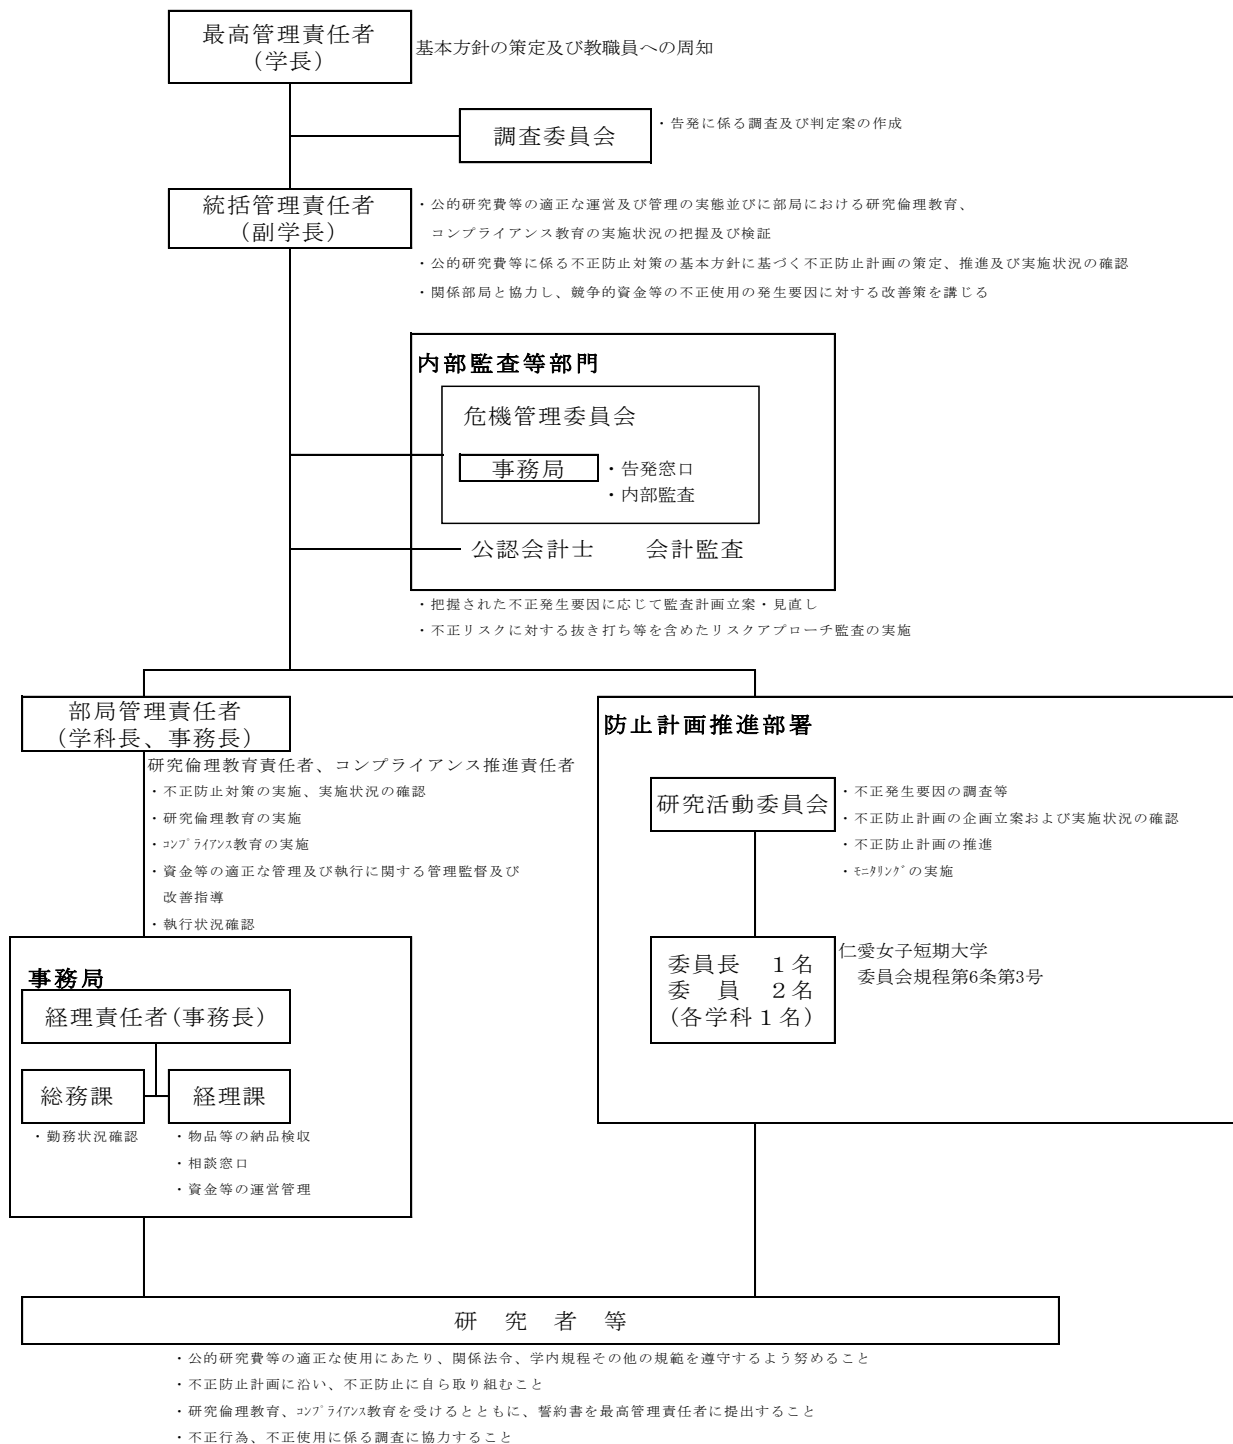 最高管理責任者
(学長)
基本方針の策定及び教職員への周知
調査委員会
・告発に係る調査及び判定案の作成
統括管理責任者
(副学長)
・公的研究費等の適正な運営及び管理の実態並びに部局における研究倫理教育、
コンプライアンス教育の実施状況の把握及び検証
・公的研究費等に係る不正防止対策の基本方針に基づく不正防止計画の策定、推進及び実施状況の確認
・関係部局と協力し、競争的資金等の不正使用の発生要因に対する改善策を講じる
内部監査等部門
危機管理委員会
事務局
・告発窓口
・内部監査
公認会計士　　会計監査
・把握された不正発生要因に応じて監査計画立案・見直し
・不正リスクに対する抜き打ち等を含めたリスクアプローチ監査の実施
部局管理責任者
(学科長、事務長)
研究倫理教育責任者、コンプライアンス推進責任者
・不正防止対策の実施、実施状況の確認
・研究倫理教育の実施
・ｺﾝﾌﾟﾗｲｱﾝｽ教育の実施
・資金等の適正な管理及び執行に関する管理監督及び
改善指導
・執行状況確認
防止計画推進部署
研究活動委員会
・不正発生要因の調査等
・不正防止計画の企画立案および実施状況の確認
・不正防止計画の推進
・ﾓﾆﾀﾘﾝｸﾞの実施
委員長　１名
委　員　２名
(各学科１名)
仁愛女子短期大学
委員会規程第6条第3号
事務局
経理責任者(事務長)
総務課
経理課
・勤務状況確認
・物品等の納品検収
・相談窓口
・資金等の運営管理
研　究　者　等
・公的研究費等の適正な使用にあたり、関係法令、学内規程その他の規範を遵守するよう努めること
・不正防止計画に沿い、不正防止に自ら取り組むこと
・研究倫理教育、ｺﾝﾌﾟﾗｲｱﾝｽ教育を受けるとともに、誓約書を最高管理責任者に提出すること
・不正行為、不正使用に係る調査に協力すること